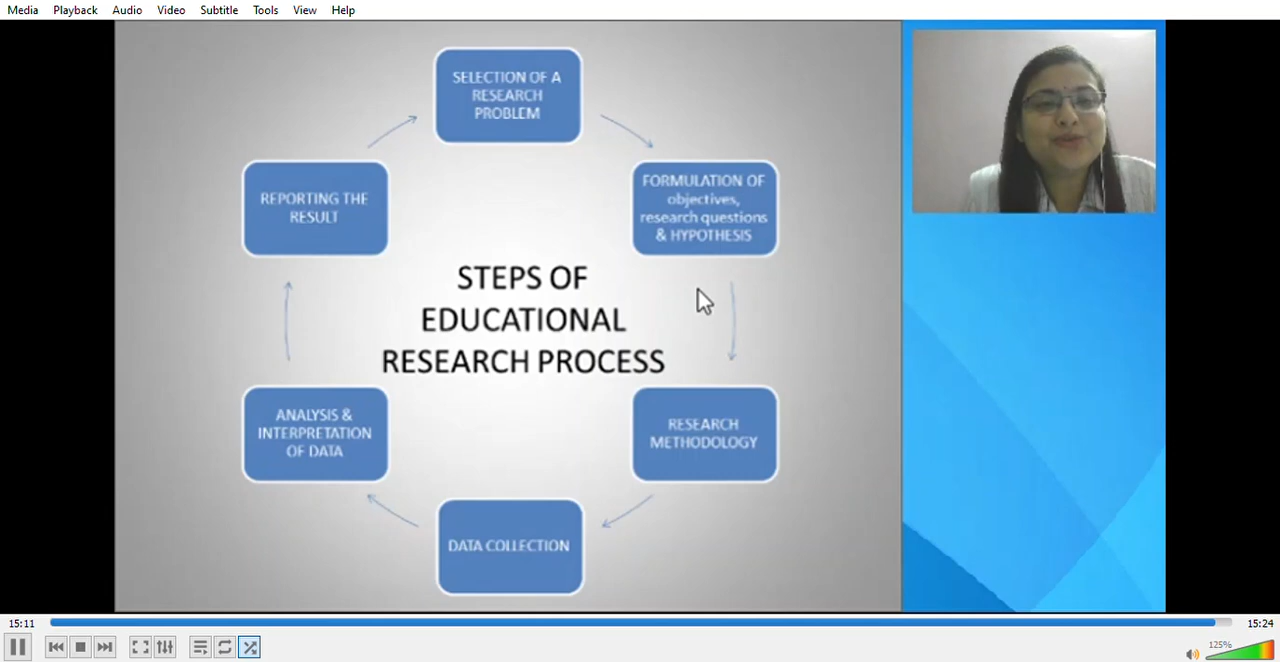 Media Playback Audio Video Subtitle Tools View Help
SELECTION OF A
RESEARCH
PROBLEM
FORMULATION OF
objectives,
research questions
& HYPOTHESIS
RESEARCH
METHODOLOGY
DATA COLLECTION
ANALYSIS &
INTERPRETATION
OF DATA
REPORTING THE
RESULT
STEPS OF
EDUCATIONAL
RESEARCH PROCESS
15:11 15:24
125%